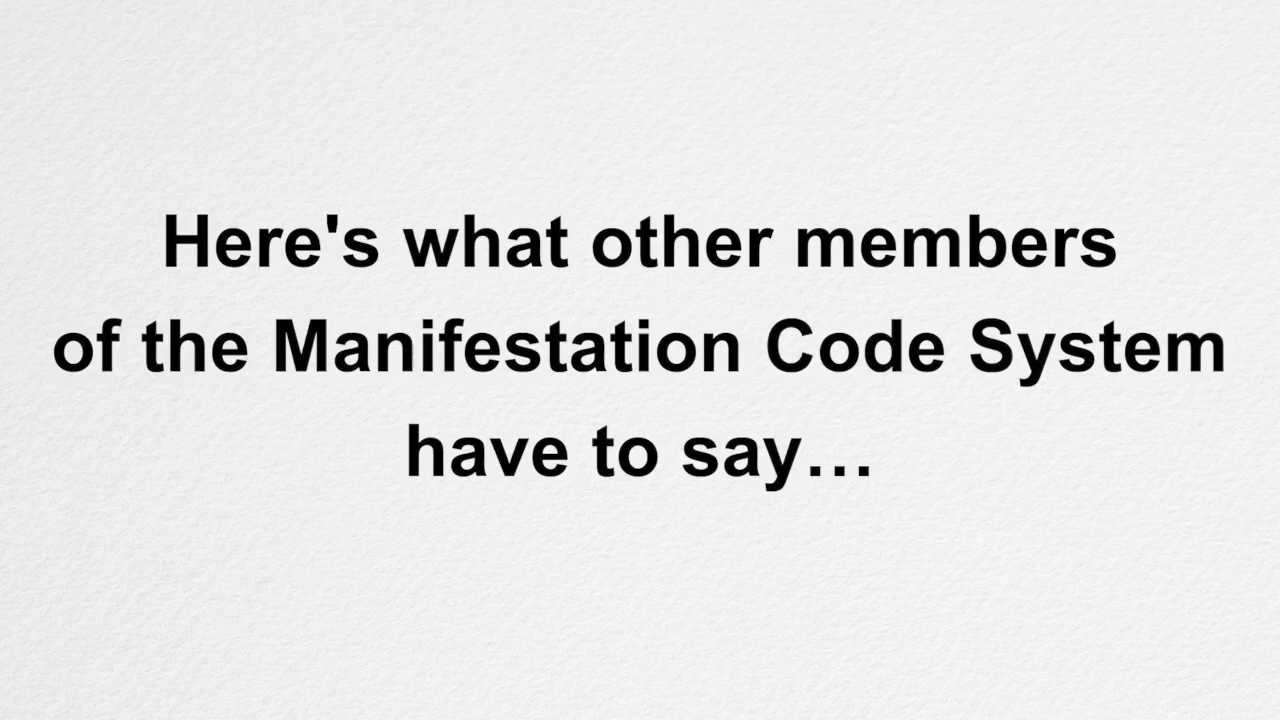 Here's what other members
of the Manifestation Code System
have to say…